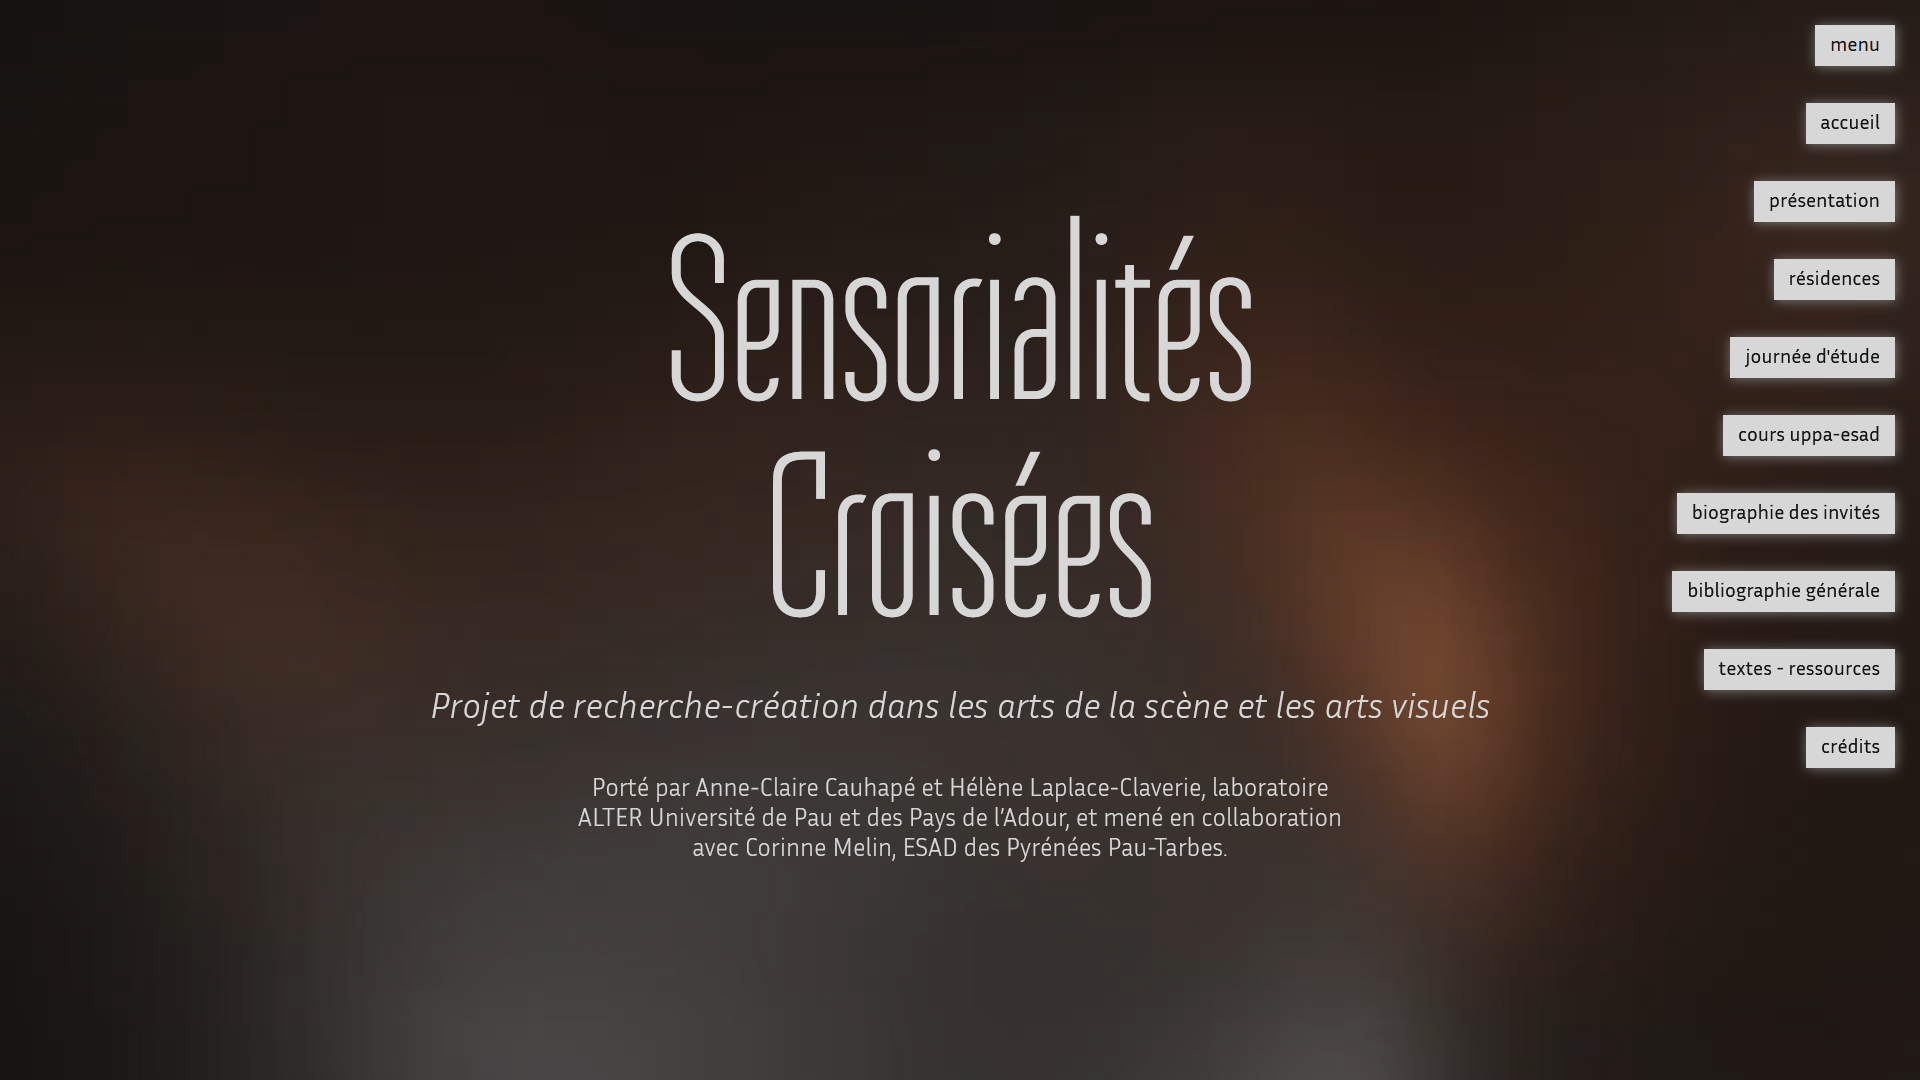 menu
accueil
présentation
résidences
journée d'étude
cours uppa-esad
biographie des invités
bibliographie générale
textes - ressources
crédits
Sensorialités
Croisées
Projet de recherche-création dans les arts de la scène et les arts visuels
Porté par Anne-Claire Cauhapé et Hélène Laplace-Claverie, laboratoire
ALTER Université de Pau et des Pays de l’Adour, et mené en collaboration
avec Corinne Melin, ESAD des Pyrénées Pau-Tarbes.